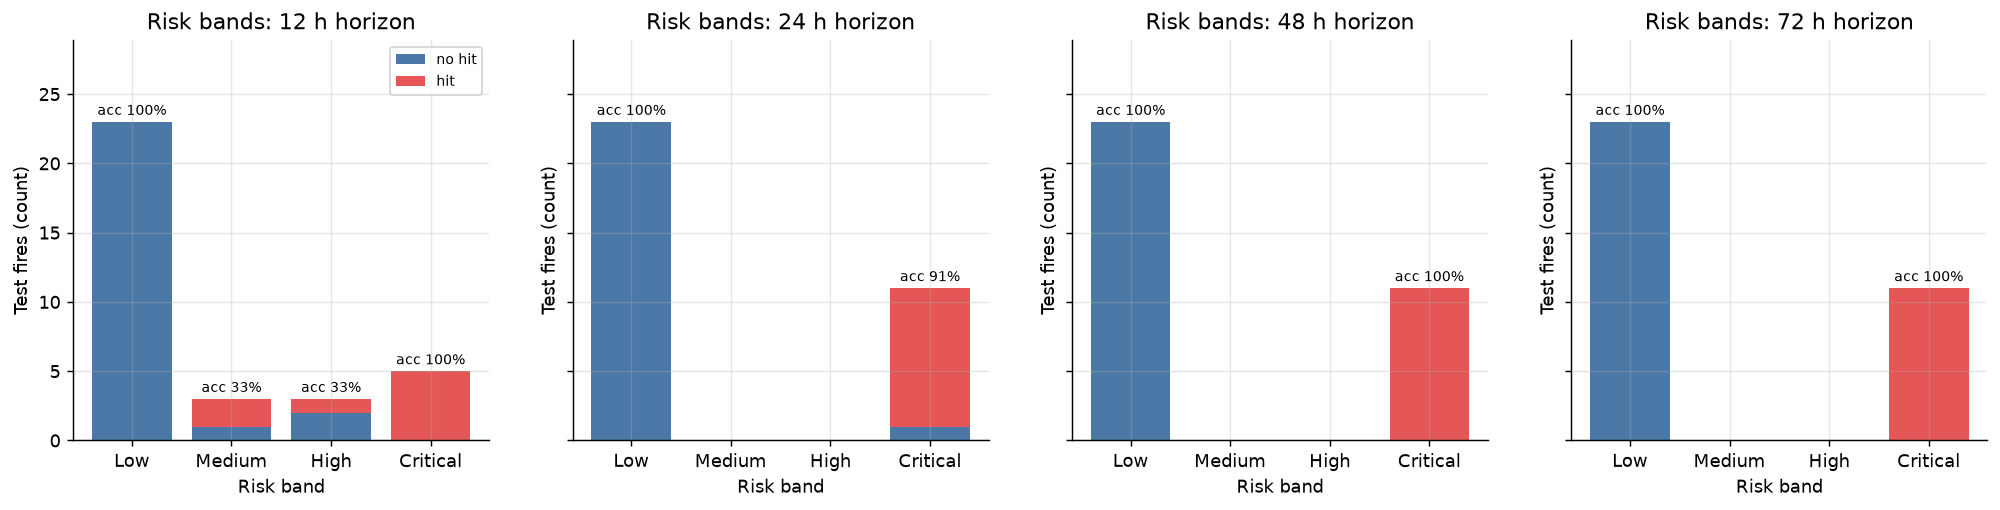 Risk bands: 12 h horizon
no hit
hit
Test fires (count)
25
20
15
10
5
0
acc 100%
acc 33%
acc 33%
acc 100%
Low
Medium
High
Critical
Risk band
Risk bands: 24 h horizon
Test fires (count)
acc 100%
acc 91%
Low
Medium
High
Critical
Risk band
Risk bands: 48 h horizon
Test fires (count)
acc 100%
acc 100%
Low
Medium
High
Critical
Risk band
Risk bands: 72 h horizon
Test fires (count)
acc 100%
acc 100%
Low
Medium
High
Critical
Risk band